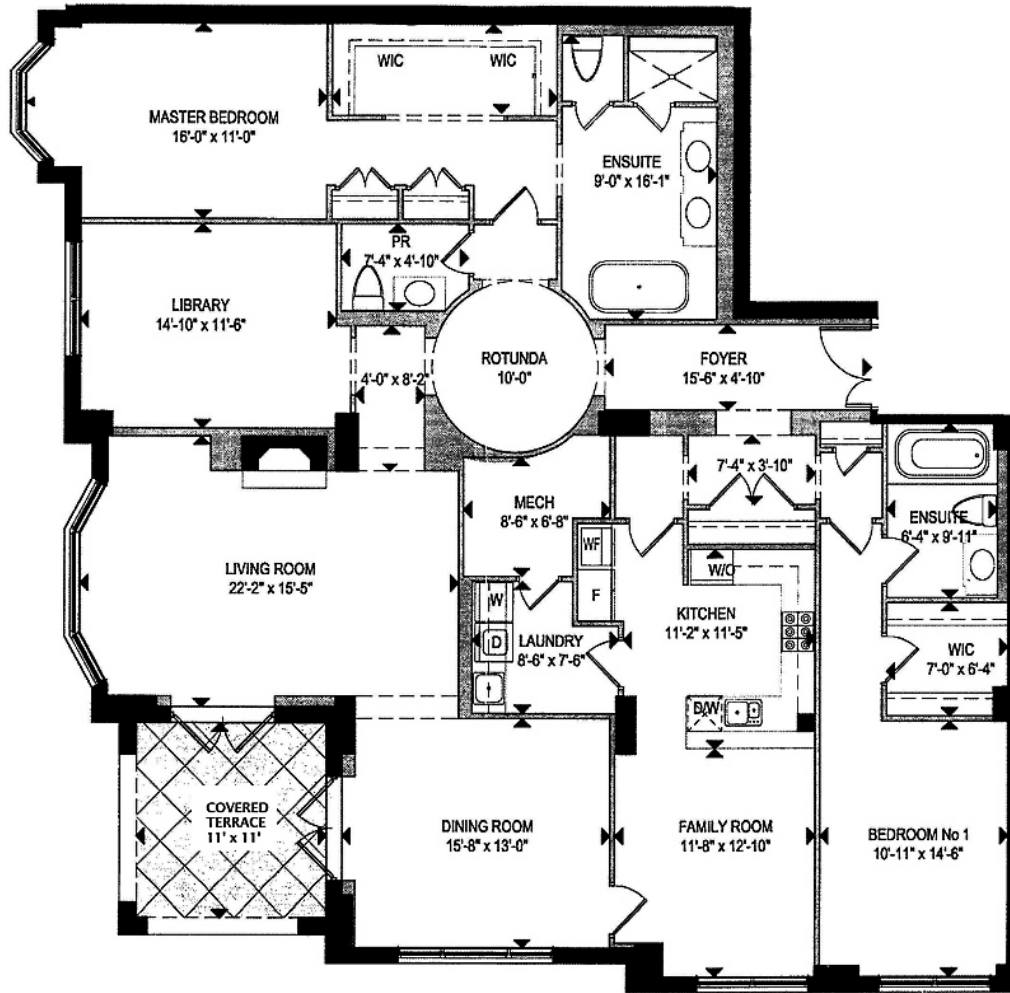 WIC
WIC
MASTER BEDROOM
16'-0" x 11'-0"
ENSUITE
9'-0" x 16'-1"
PR
7'-4" x 4'-10"
LIBRARY
14'-10" x 11'-6"
4'-0" x 8'-2"
ROTUNDA
10'-0"
FOYER
15'-6" x 4'-10"
7'-4" x 3'-10"
MECH
8'-6" x 6'-8"
ENSUITE
6'-4" x 9'-11"
WF
W/O
LIVING ROOM
22'-2" x 15'-5"
W
F
D
LAUNDRY
8'-6" x 7'-6"
KITCHEN
11'-2" x 11'-5"
WIC
7'-0" x 6'-4"
D/W
COVERED
TERRACE
11' x 11'
DINING ROOM
15'-8" x 13'-0"
FAMILY ROOM
11'-8" x 12'-10"
BEDROOM No 1
10'-11" x 14'-6"